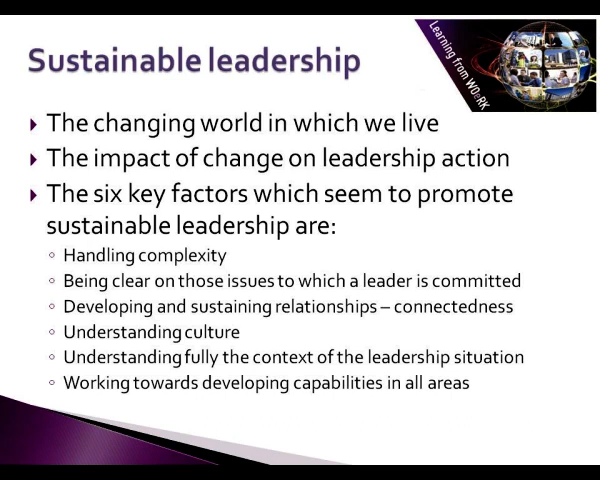 Sustainable leadership
Learning from WOeRK
The changing world in which we live
The impact of change on leadership action
The six key factors which seem to promote
sustainable leadership are:
Handling complexity
Being clear on those issues to which a leader is committed
Developing and sustaining relationships – connectedness
Understanding culture
Understanding fully the context of the leadership situation
Working towards developing capabilities in all areas